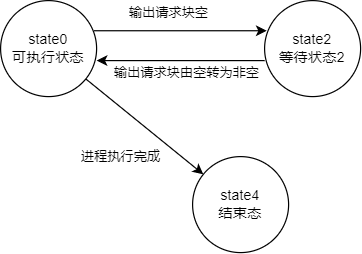 输出请求块空
state0
可执行状态
state2
等待状态2
输出请求块由空转为非空
进程执行完成
state4
结束态